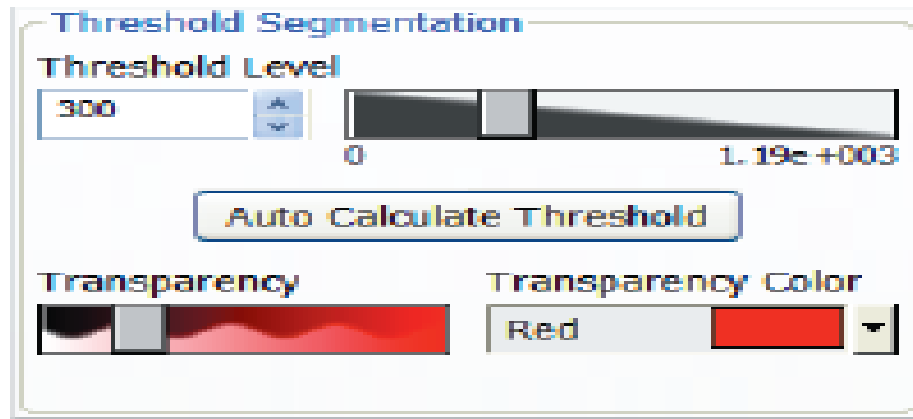 Threshold Segmentation
Threshold Level
300
0 1.19e+003
Auto Calculate Threshold
Transparency Transparency Color
Red